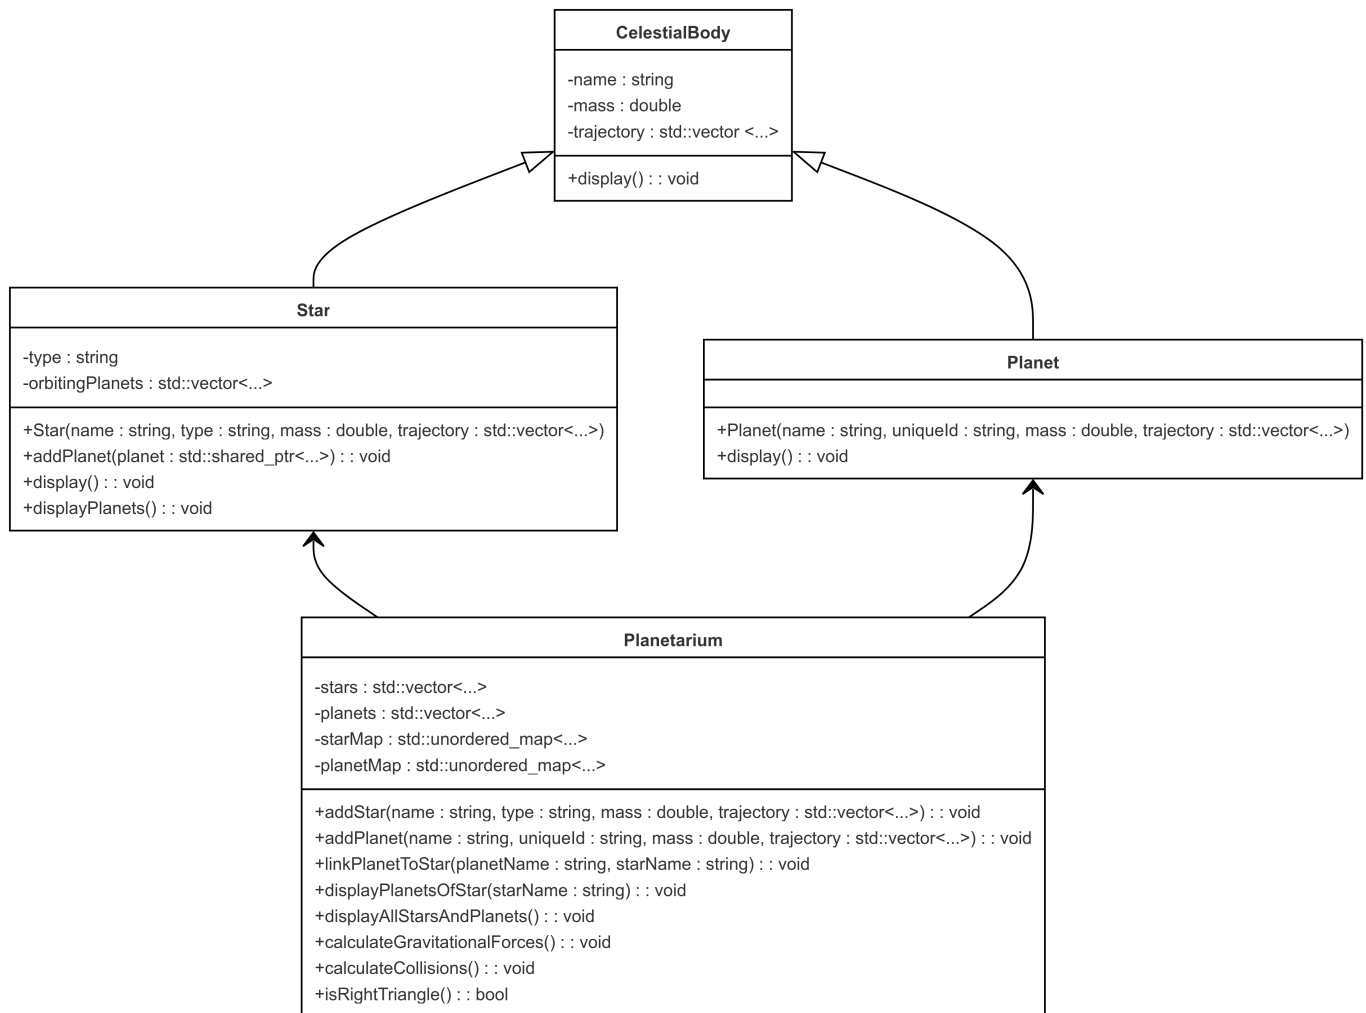 CelestialBody
-name : string
-mass : double
-trajectory : std::vector <...>
+display() : : void
Star
-type : string
-orbitingPlanets : std::vector<...>
+Star(name : string, type : string, mass : double, trajectory : std::vector<...>)
+addPlanet(planet : std::shared_ptr<...>) : : void
+display() : : void
+displayPlanets() : : void
Planet
+Planet(name : string, uniqueId : string, mass : double, trajectory : std::vector<...>)
+display() : : void
Planetarium
-stars : std::vector<...>
-planets : std::vector<...>
-starMap : std::unordered_map<...>
-planetMap : std::unordered_map<...>
+addStar(name : string, type : string, mass : double, trajectory : std::vector<...>) : : void
+addPlanet(name : string, uniqueId : string, mass : double, trajectory : std::vector<...>) : : void
+linkPlanetToStar(planetName : string, starName : string) : : void
+displayPlanetsOfStar(starName : string) : : void
+displayAllStarsAndPlanets() : : void
+calculateGravitationalForces() : : void
+calculateCollisions() : : void
+isRightTriangle() : : bool